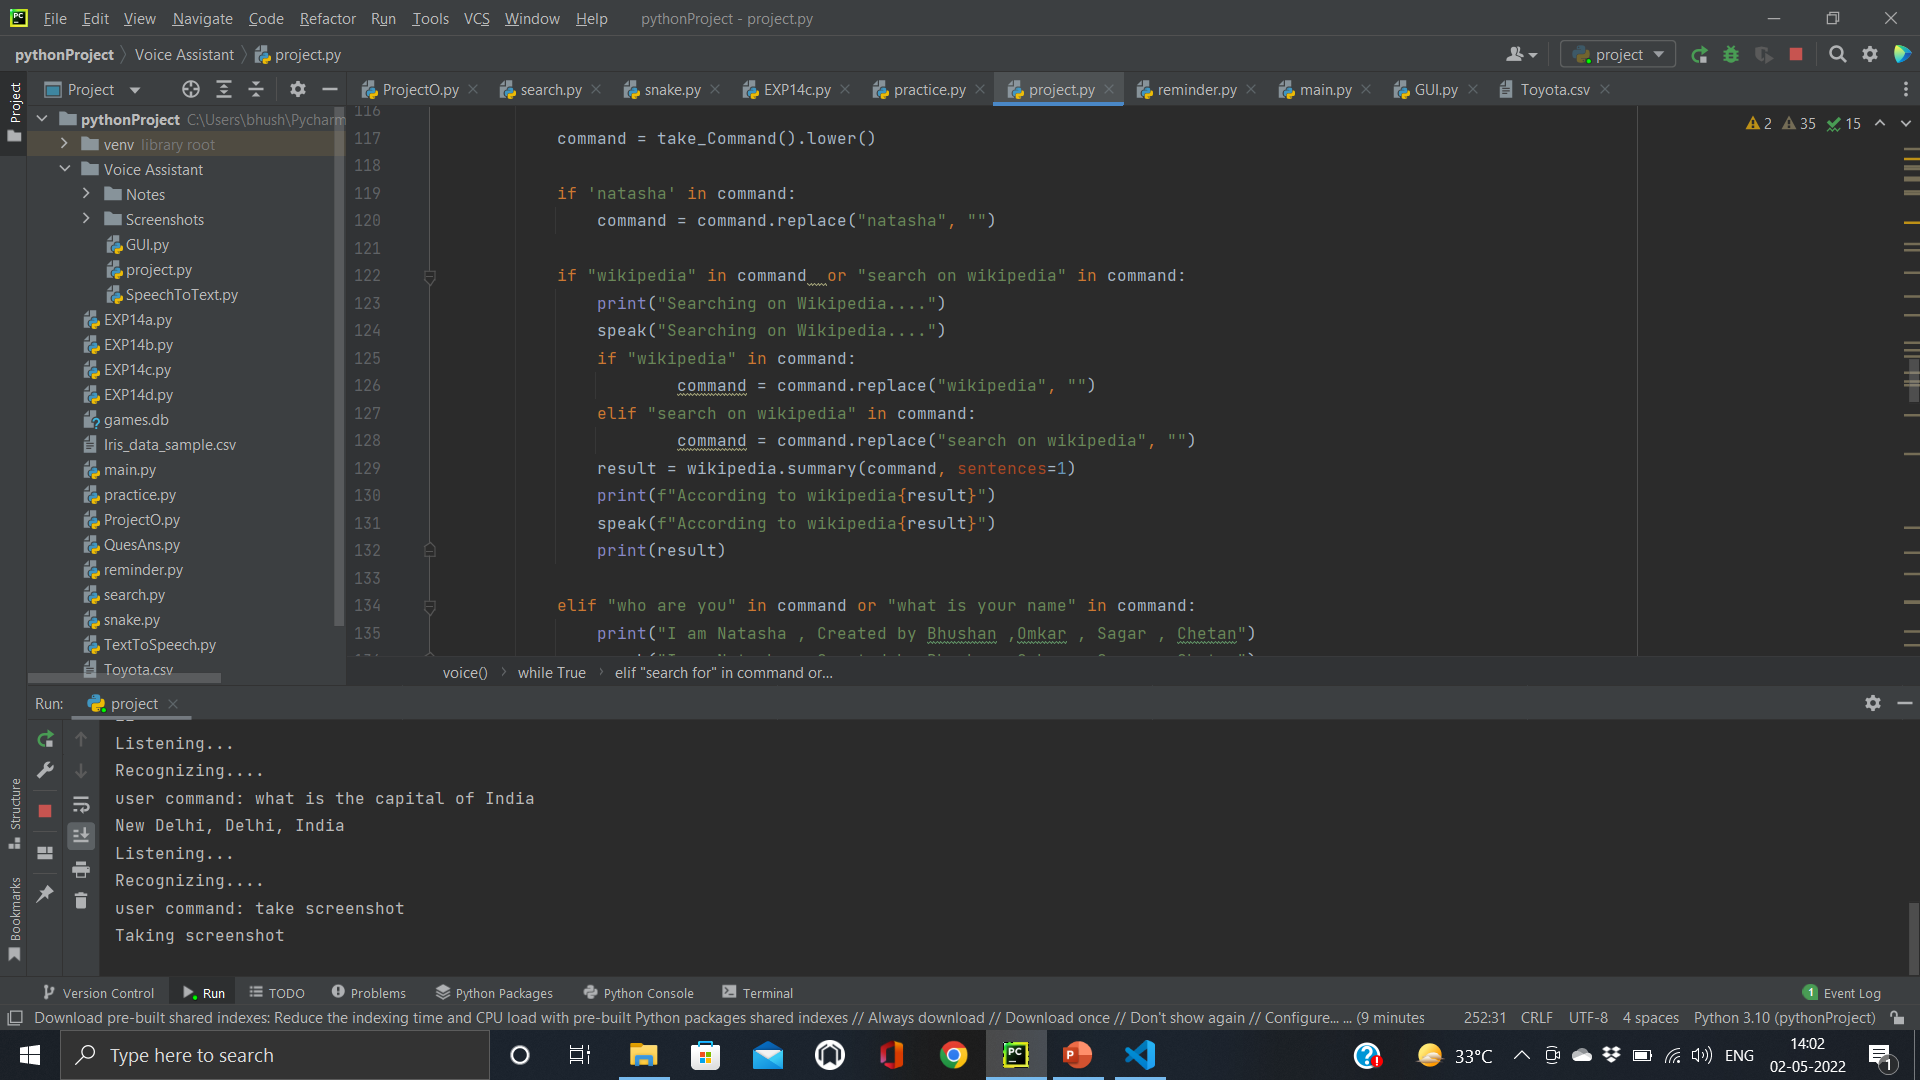 File Edit View Navigate Code Refactor Run Tools VCS Window Help pythonProject - project.py
pythonProject Voice Assistant project.py
project
Project
Project
ProjectO.py search.py snake.py EXP14c.py practice.py project.py reminder.py main.py GUI.py Toyota.csv
pythonProject C:\Users\bhush\Pycharm
venv library root
Voice Assistant
Notes
Screenshots
GUI.py
project.py
SpeechToText.py
EXP14a.py
EXP14b.py
EXP14c.py
EXP14d.py
games.db
Iris_data_sample.csv
main.py
practice.py
ProjectO.py
QuesAns.py
reminder.py
search.py
snake.py
TextToSpeech.py
Toyota.csv
2 35 15
116
117 command = take_Command().lower()
118
119 if 'natasha' in command:
120 command = command.replace("natasha", "")
121
122 if "wikipedia" in command  or "search on wikipedia" in command:
123 print("Searching on Wikipedia....")
124 speak("Searching on Wikipedia....")
125 if "wikipedia" in command:
126 command = command.replace("wikipedia", "")
127 elif "search on wikipedia" in command:
128 command = command.replace("search on wikipedia", "")
129 result = wikipedia.summary(command, sentences=1)
130 print(f"According to wikipedia{result}")
131 speak(f"According to wikipedia{result}")
132 print(result)
133
134 elif "who are you" in command or "what is your name" in command:
135 print("I am Natasha , Created by Bhushan ,Omkar , Sagar , Chetan")
voice() while True elif "search for" in command or...
Run: project
Listening...
Recognizing....
user command: what is the capital of India
New Delhi, Delhi, India
Listening...
Recognizing....
user command: take screenshot
Taking screenshot
Structure
Bookmarks
Version Control Run TODO Problems Python Packages Python Console Terminal 1 Event Log
Download pre-built shared indexes: Reduce the indexing time and CPU load with pre-built Python packages shared indexes // Always download // Download once // Don't show again // Configure... ... (9 minutes 252:31 CRLF UTF-8 4 spaces Python 3.10 (pythonProject)
Type here to search
33°C
ENG
14:02
02-05-2022
1